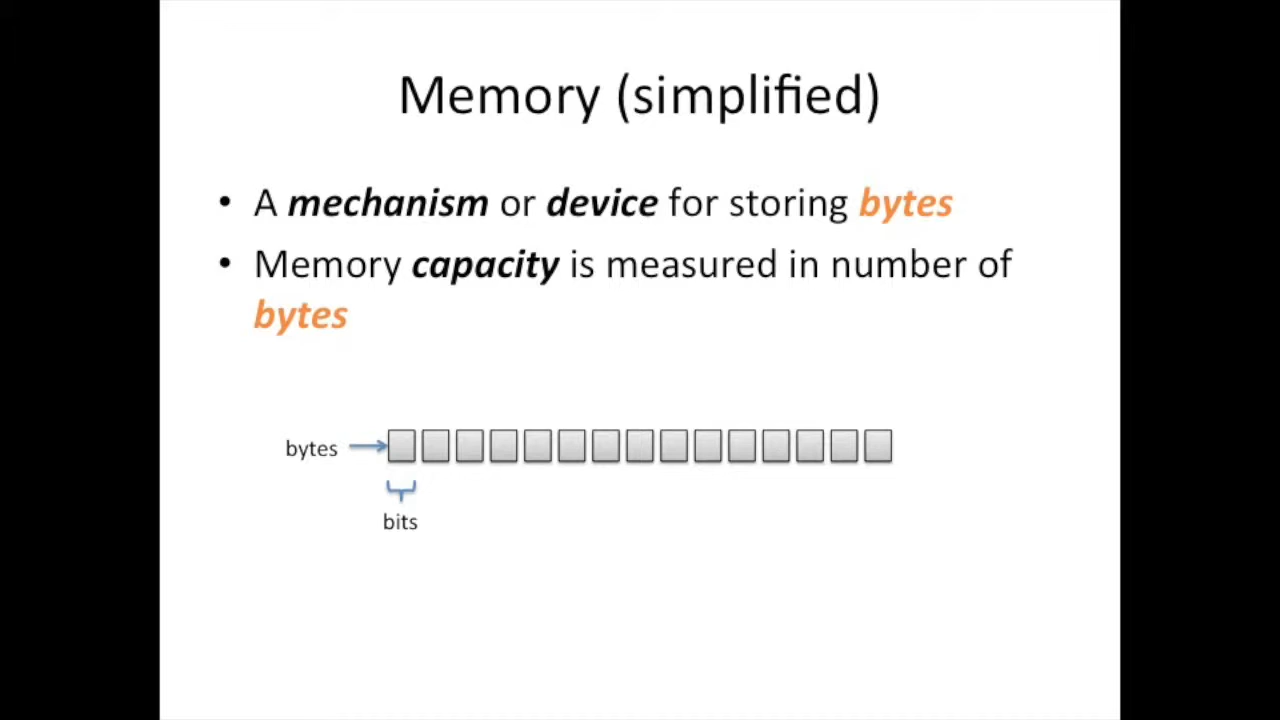 Memory (simplified)
• A mechanism or device for storing bytes
• Memory capacity is measured in number of
bytes
bytes
bits